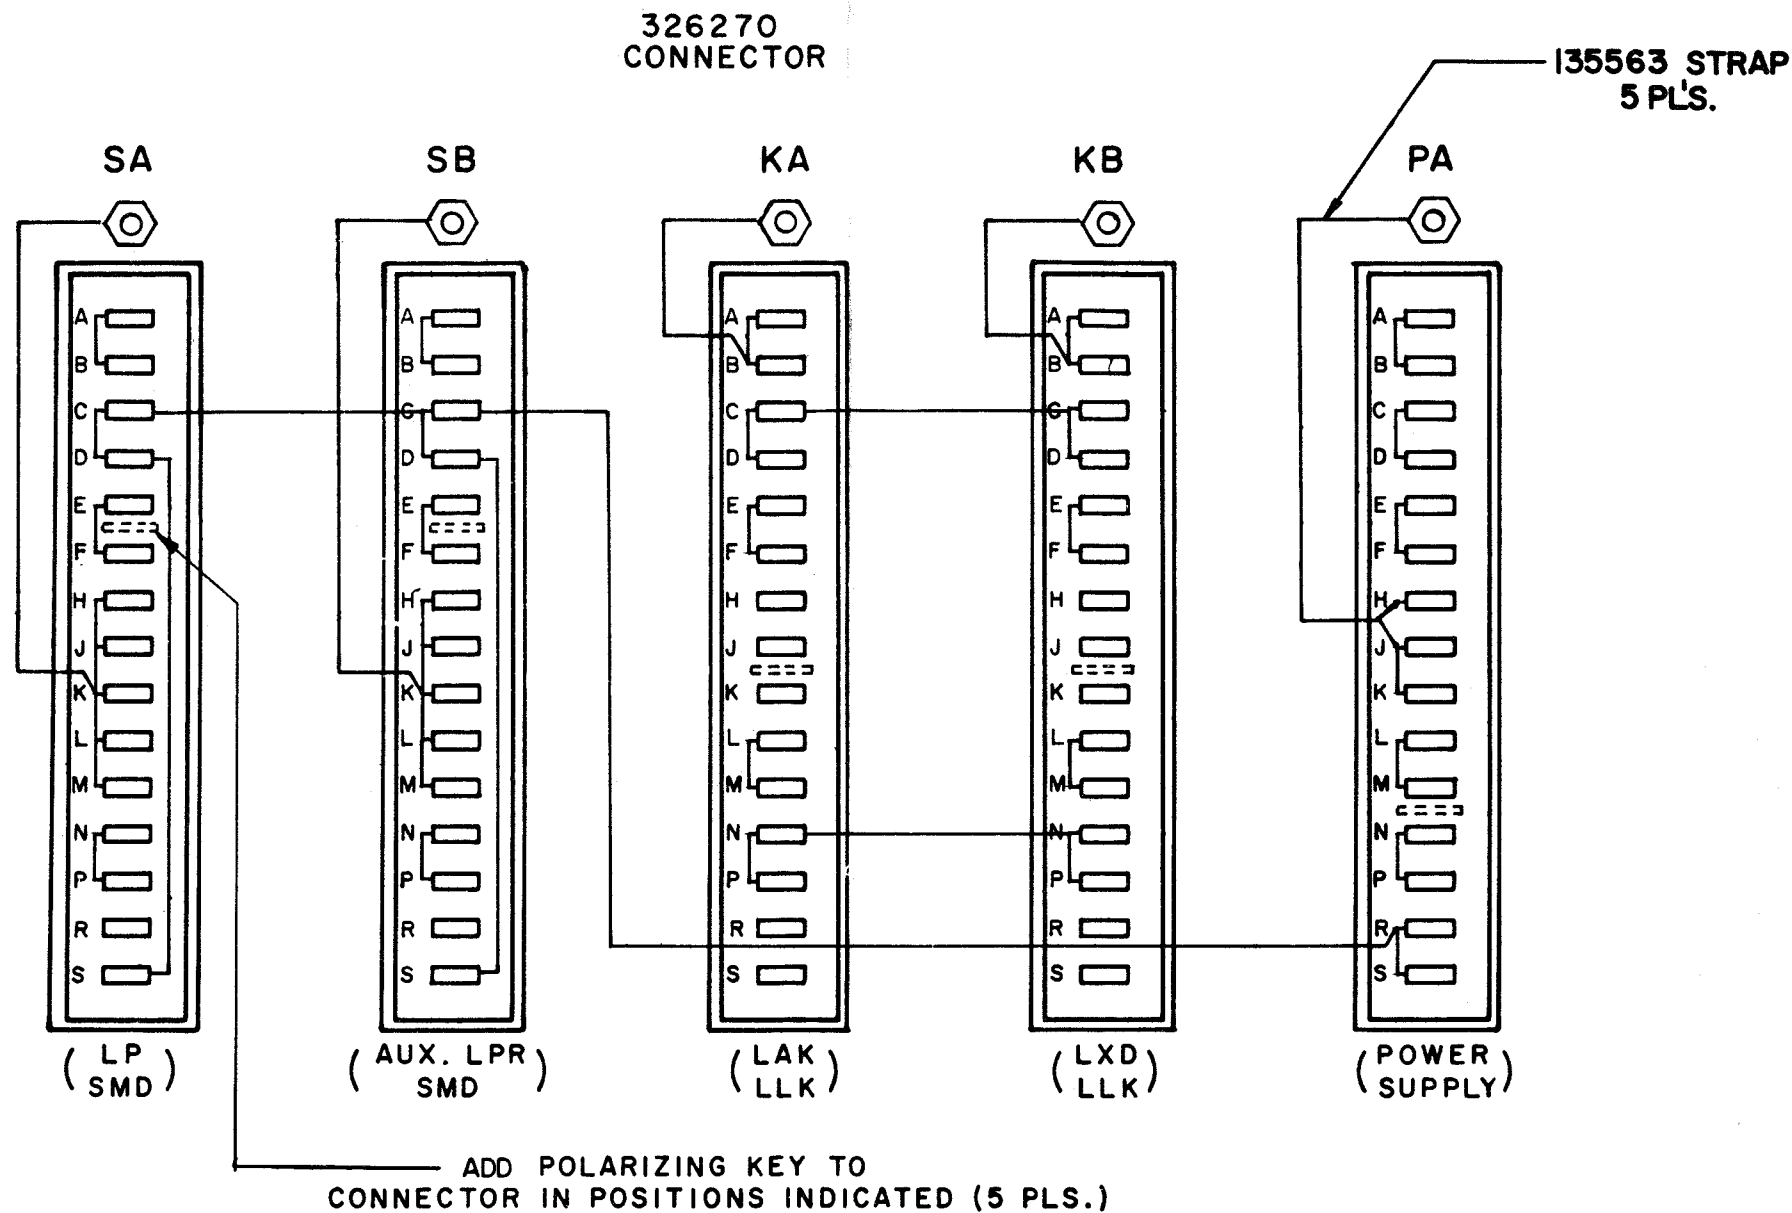 326270
CONNECTOR
135563 STRAP
5 PL'S.
SA SB KA KB PA
A A A A A
B B B B B
C C C C C
D D D D D
E E E E E
F F F F F
H H H H H
J J J J J
K K K K K
L L L L L
M M M M M
N N N N N
P P P P P
R R R R R
S S S S S
(LP SMD) (AUX. LPR SMD) (LAK LLK) (LXD LLK) (POWER SUPPLY)
ADD POLARIZING KEY TO
CONNECTOR IN POSITIONS INDICATED (5 PLS.)